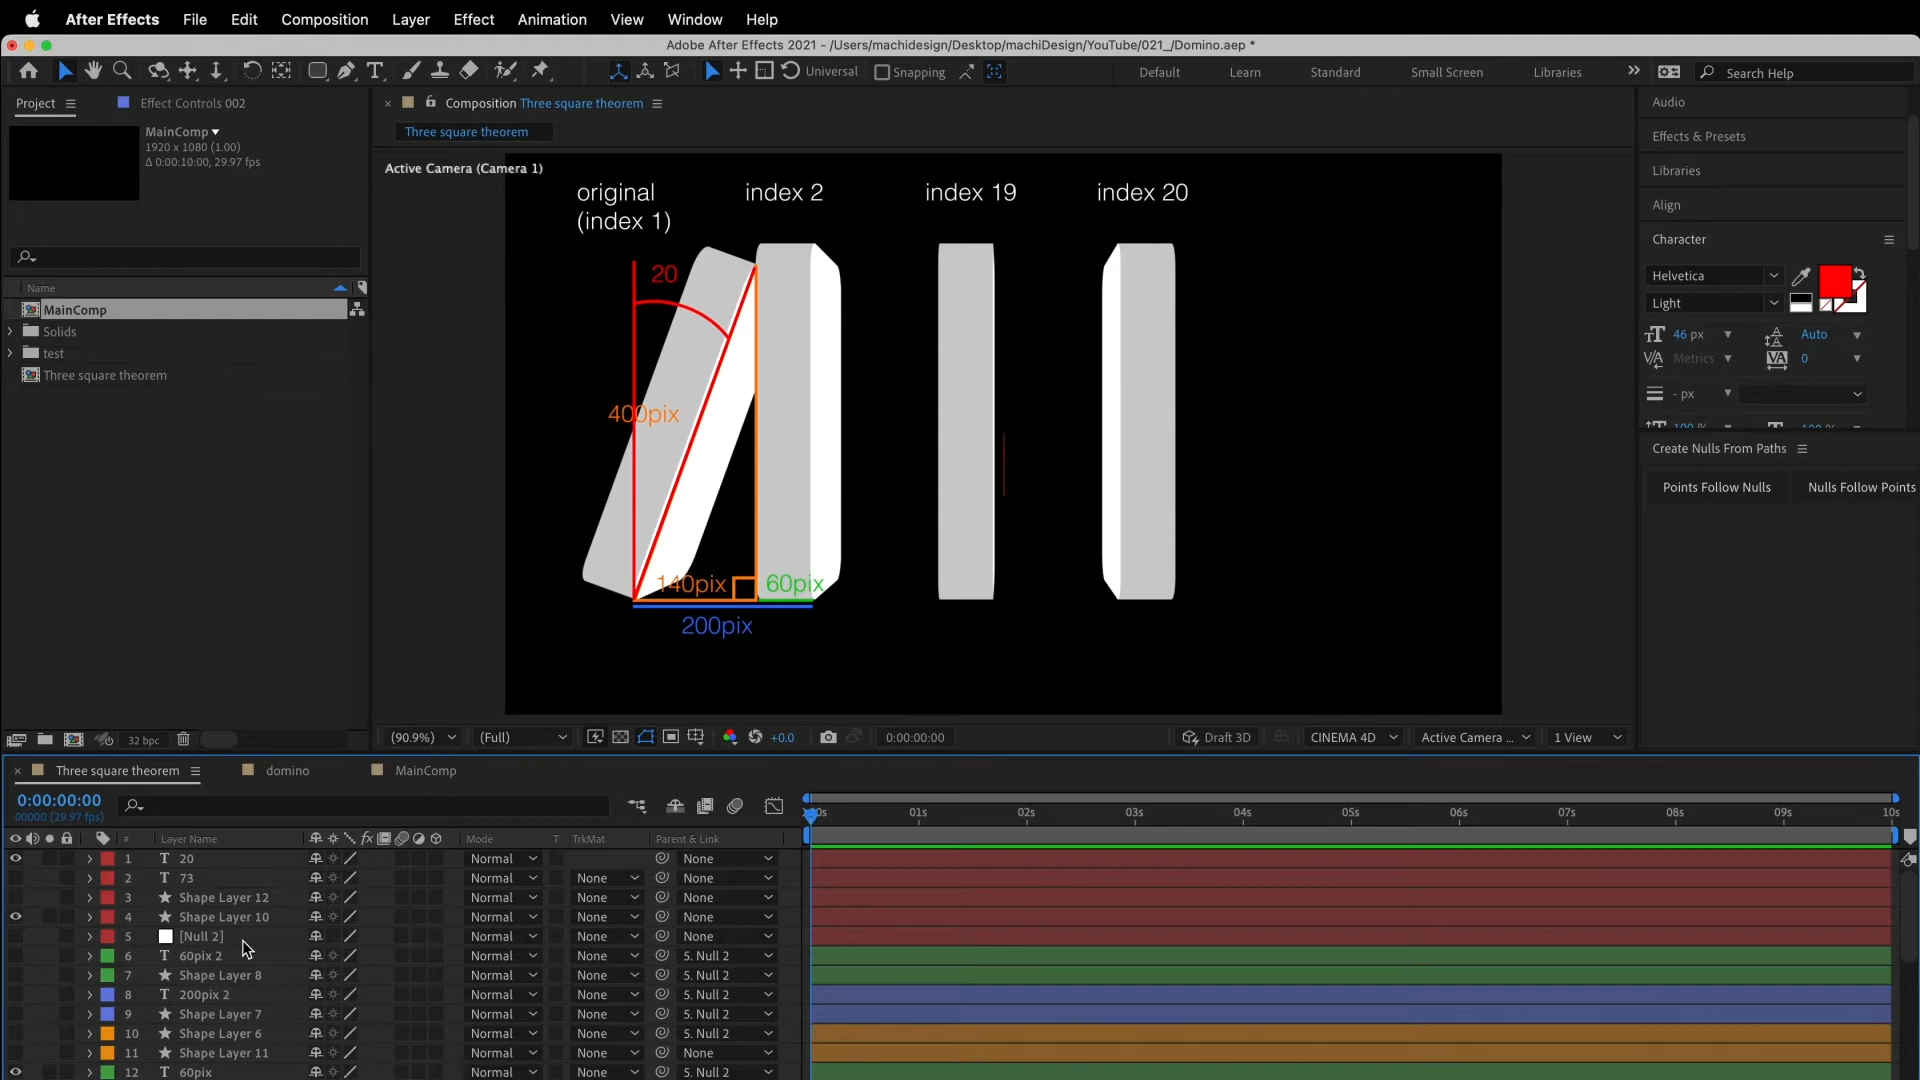 After Effects File Edit Composition Layer Effect Animation View Window Help
Adobe After Effects 2021 - /Users/machidesign/Desktop/machiDesign/YouTube/021_/Domino.aep *
Universal Snapping Default Learn Standard Small Screen Libraries Search Help
Project Effect Controls 002
MainComp
1920 x 1080 (1.00)
Δ 0:00:10:00, 29.97 fps
Name
MainComp
Solids
test
Three square theorem
32 bpc
Composition Three square theorem
Three square theorem
Active Camera (Camera 1)
original
(index 1)
index 2
index 19
index 20
20
400pix
140pix
60pix
200pix
(90.9%) (Full) +0.0 0:00:00:00 Draft 3D CINEMA 4D Active Camera ... 1 View
Audio
Effects & Presets
Libraries
Align
Character
Helvetica
Light
46 px Auto
Metrics 0
- px
100 % 100 %
Create Nulls From Paths
Points Follow Nulls Nulls Follow Points
Three square theorem domino MainComp
0:00:00:00
00000 (29.97 fps)
01s 02s 03s 04s 05s 06s 07s 08s 09s 10s
# Layer Name fx Mode T TrkMat Parent & Link
1 T 20 Normal None
2 T 73 Normal None None
3 Shape Layer 12 Normal None None
4 Shape Layer 10 Normal None None
5 [Null 2] Normal None None
6 T 60pix 2 Normal None 5. Null 2
7 Shape Layer 8 Normal None 5. Null 2
8 T 200pix 2 Normal None 5. Null 2
9 Shape Layer 7 Normal None 5. Null 2
10 Shape Layer 6 Normal None 5. Null 2
11 Shape Layer 11 Normal None None
12 T 60pix Normal None 5. Null 2